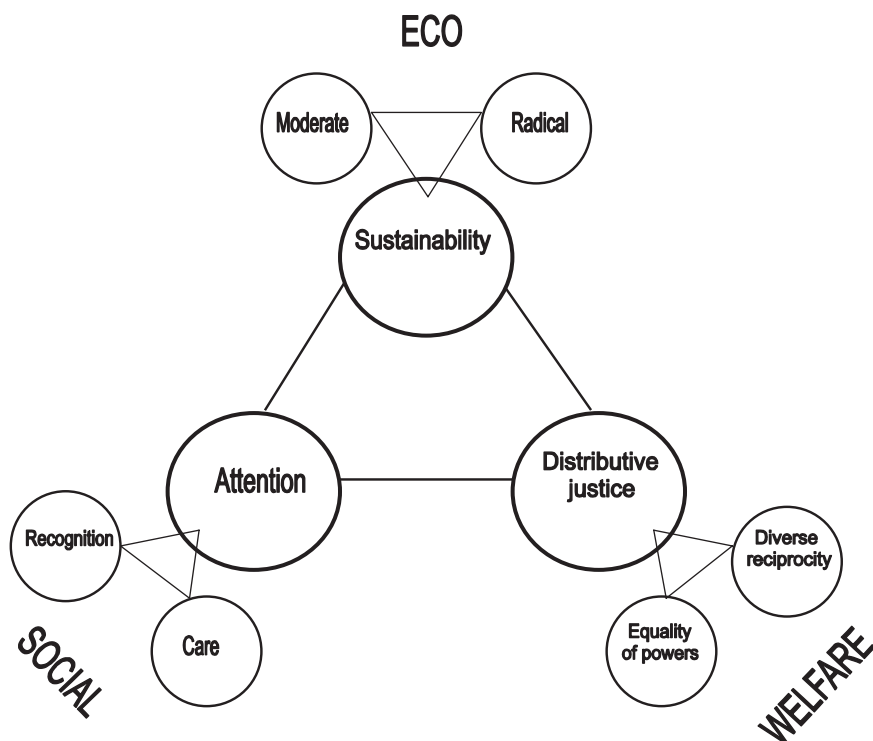 ECO
Moderate
Radical
Sustainability
Attention
Distributive
justice
Recognition
Care
Diverse
reciprocity
Equality
of powers
SOCIAL
WELFARE